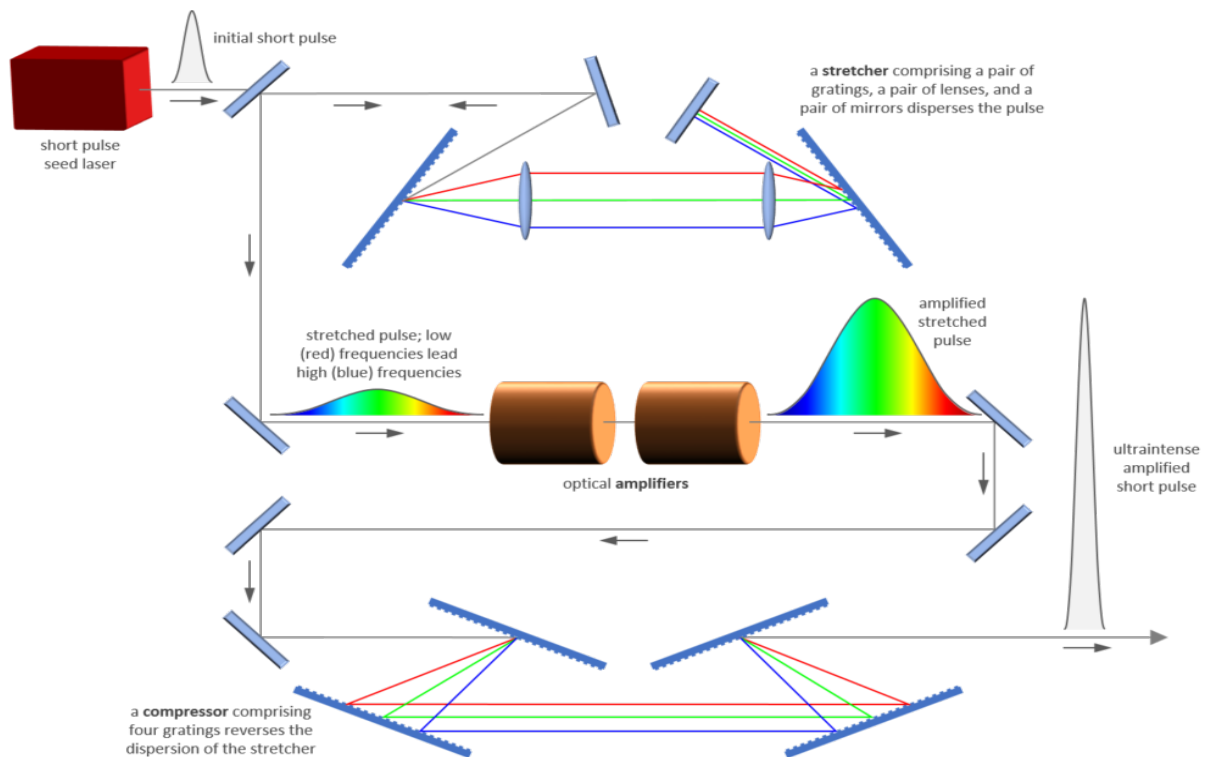 initial short pulse
short pulse
seed laser
a stretcher comprising a pair of
gratings, a pair of lenses, and a
pair of mirrors disperses the pulse
stretched pulse; low
(red) frequencies lead
high (blue) frequencies
amplified
stretched
pulse
optical amplifiers
ultraintense
amplified
short pulse
a compressor comprising
four gratings reverses the
dispersion of the stretcher